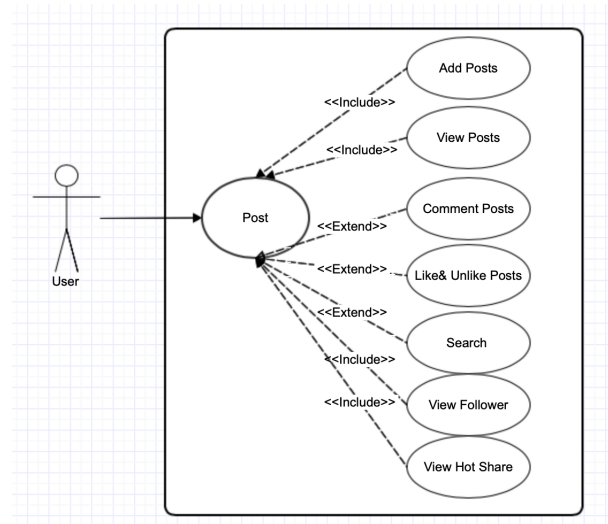 Add Posts
<<Include>>
View Posts
<<Include>>
Comment Posts
Post
<<Extend>>
Like& Unlike Posts
<<Extend>>
User
<<Extend>>
Search
<<Include>>
View Follower
<<Include>>
View Hot Share